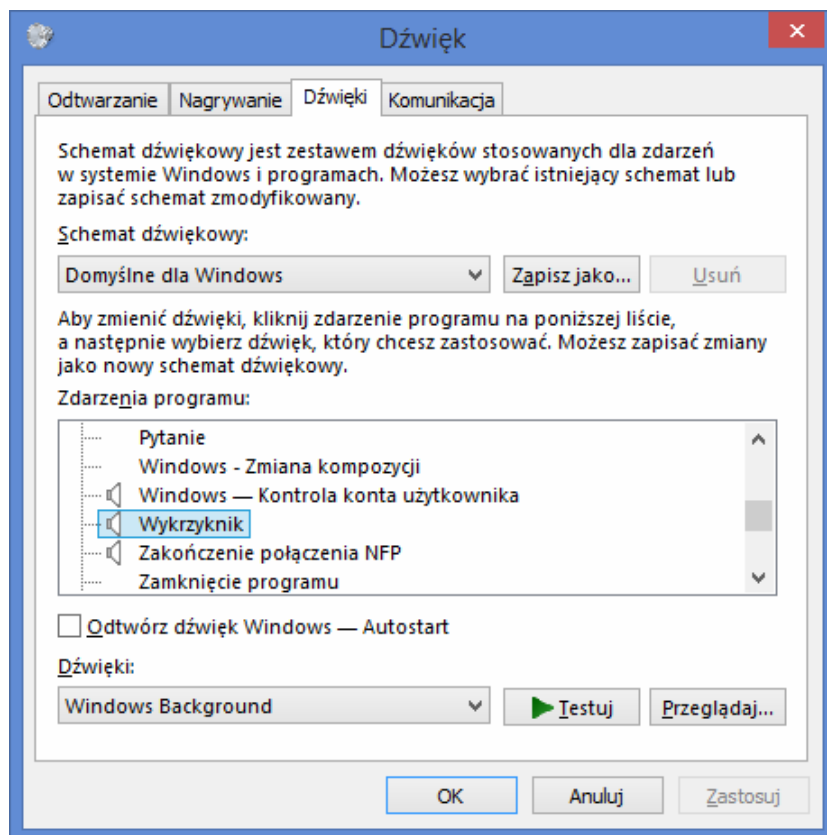 Dźwięk
Odtwarzanie Nagrywanie Dźwięki Komunikacja
Schemat dźwiękowy jest zestawem dźwięków stosowanych dla zdarzeń
w systemie Windows i programach. Możesz wybrać istniejący schemat lub
zapisać schemat zmodyfikowany.
Schemat dźwiękowy:
Domyślne dla Windows Zapisz jako... Usuń
Aby zmienić dźwięki, kliknij zdarzenie programu na poniższej liście,
a następnie wybierz dźwięk, który chcesz zastosować. Możesz zapisać zmiany
jako nowy schemat dźwiękowy.
Zdarzenia programu:
Pytanie
Windows - Zmiana kompozycji
Windows — Kontrola konta użytkownika
Wykrzyknik
Zakończenie połączenia NFP
Zamknięcie programu
Odtwórz dźwięk Windows — Autostart
Dźwięki:
Windows Background Testuj Przeglądaj...
OK Anuluj Zastosuj